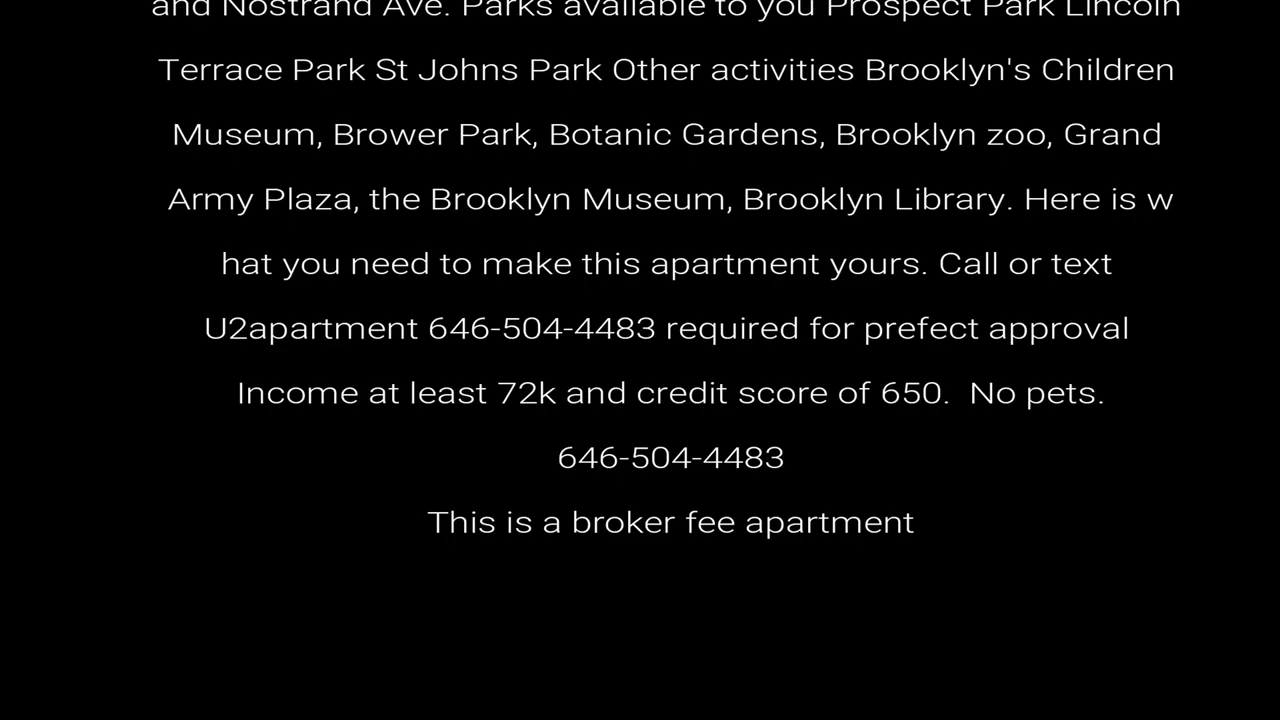 and Nostrand Ave. Parks available to you Prospect Park Lincoln
Terrace Park St Johns Park Other activities Brooklyn's Children
Museum, Brower Park, Botanic Gardens, Brooklyn zoo, Grand
Army Plaza, the Brooklyn Museum, Brooklyn Library. Here is w
hat you need to make this apartment yours. Call or text
U2apartment 646-504-4483 required for prefect approval
Income at least 72k and credit score of 650.  No pets.
646-504-4483
This is a broker fee apartment